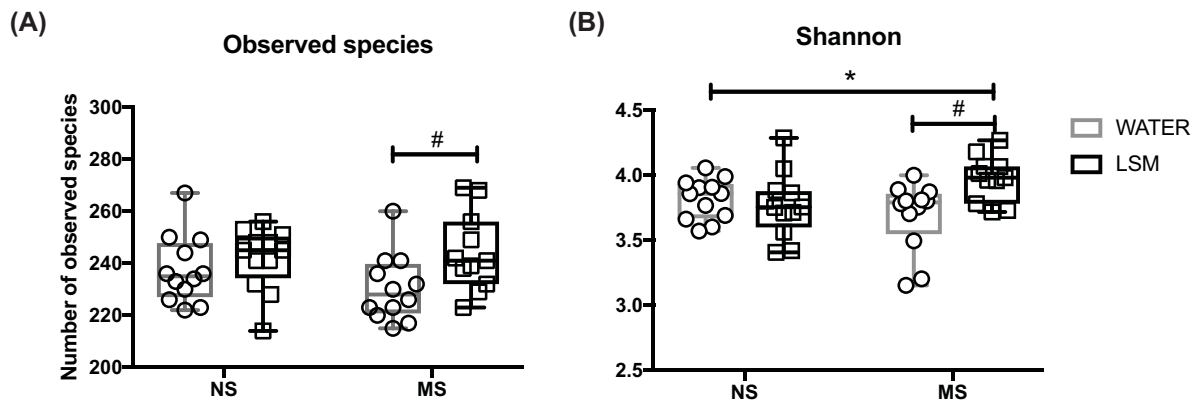 (A)
Observed species
Number of observed species
300
280
260
240
220
200
#
NS
MS
(B)
Shannon
4.5
4.0
3.5
3.0
2.5
*
#
NS
MS
WATER
LSM